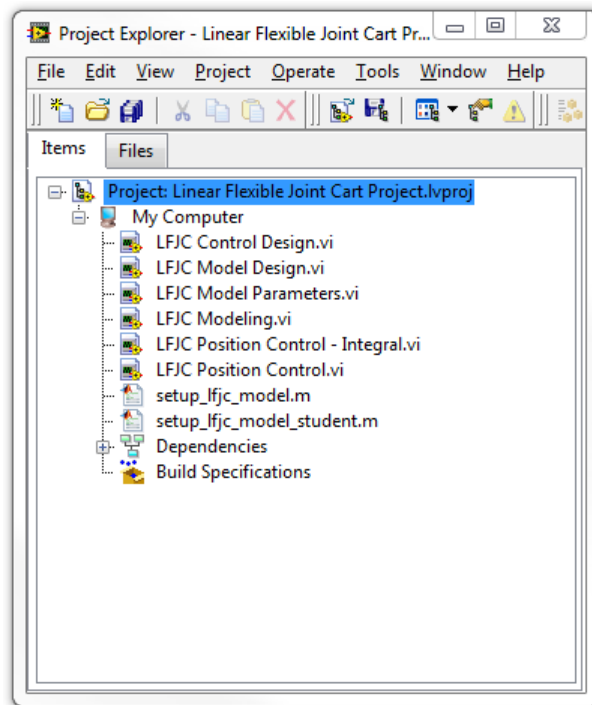 Project Explorer - Linear Flexible Joint Cart Pr...
File Edit View Project Operate Tools Window Help
Items Files
Project: Linear Flexible Joint Cart Project.lvproj
My Computer
LFJC Control Design.vi
LFJC Model Design.vi
LFJC Model Parameters.vi
LFJC Modeling.vi
LFJC Position Control - Integral.vi
LFJC Position Control.vi
setup_lfjc_model.m
setup_lfjc_model_student.m
Dependencies
Build Specifications